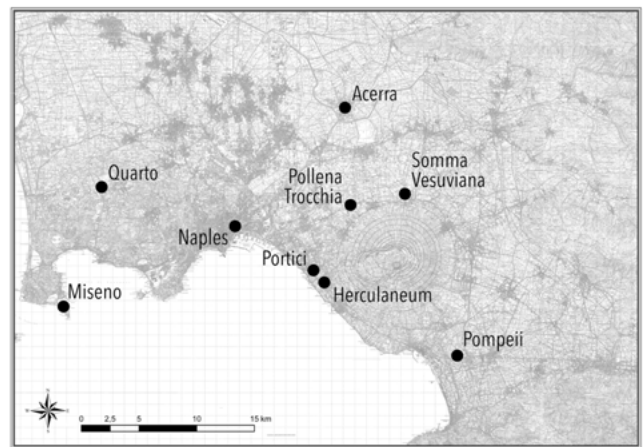 Acerra
Quarto
Pollena
Trocchia
Somma
Vesuviana
Naples
Portici
Herculaneum
Miseno
Pompeii
0 2,5 5 10 15 km